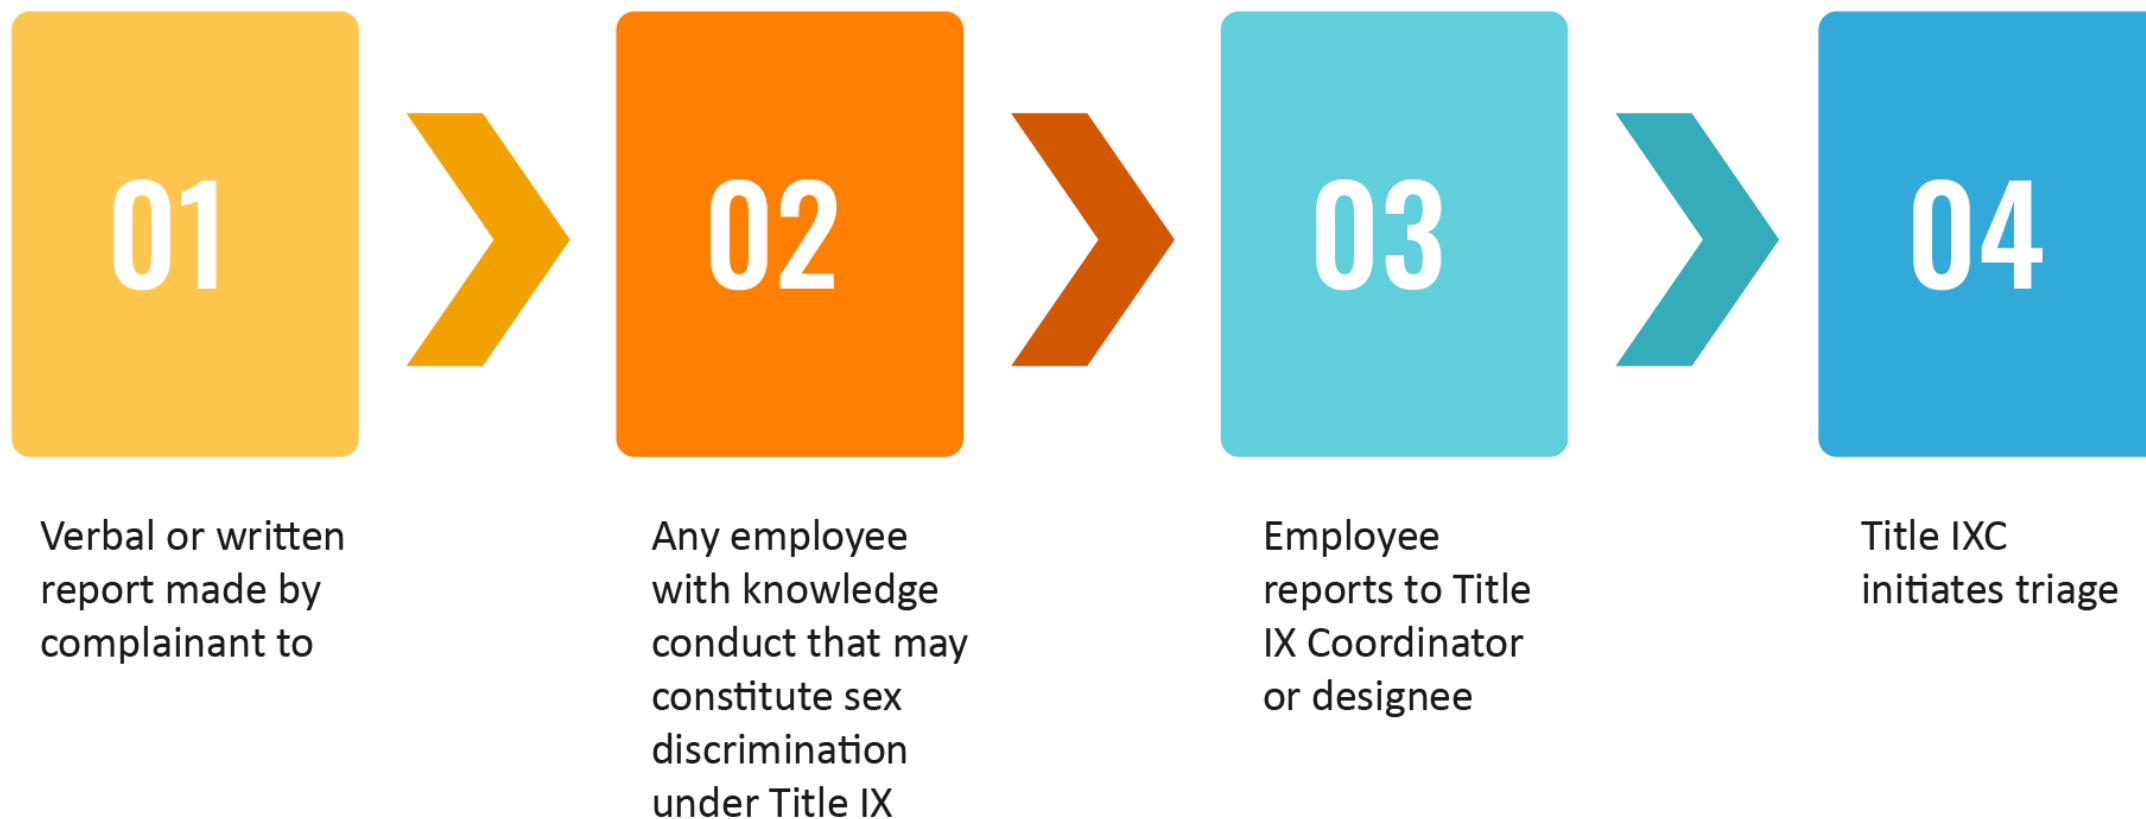 01
Verbal or written
report made by
complainant to
02
Any employee
with knowledge
conduct that may
constitute sex
discrimination
under Title IX
03
Employee
reports to Title
IX Coordinator
or designee
04
Title IXC
initiates triage